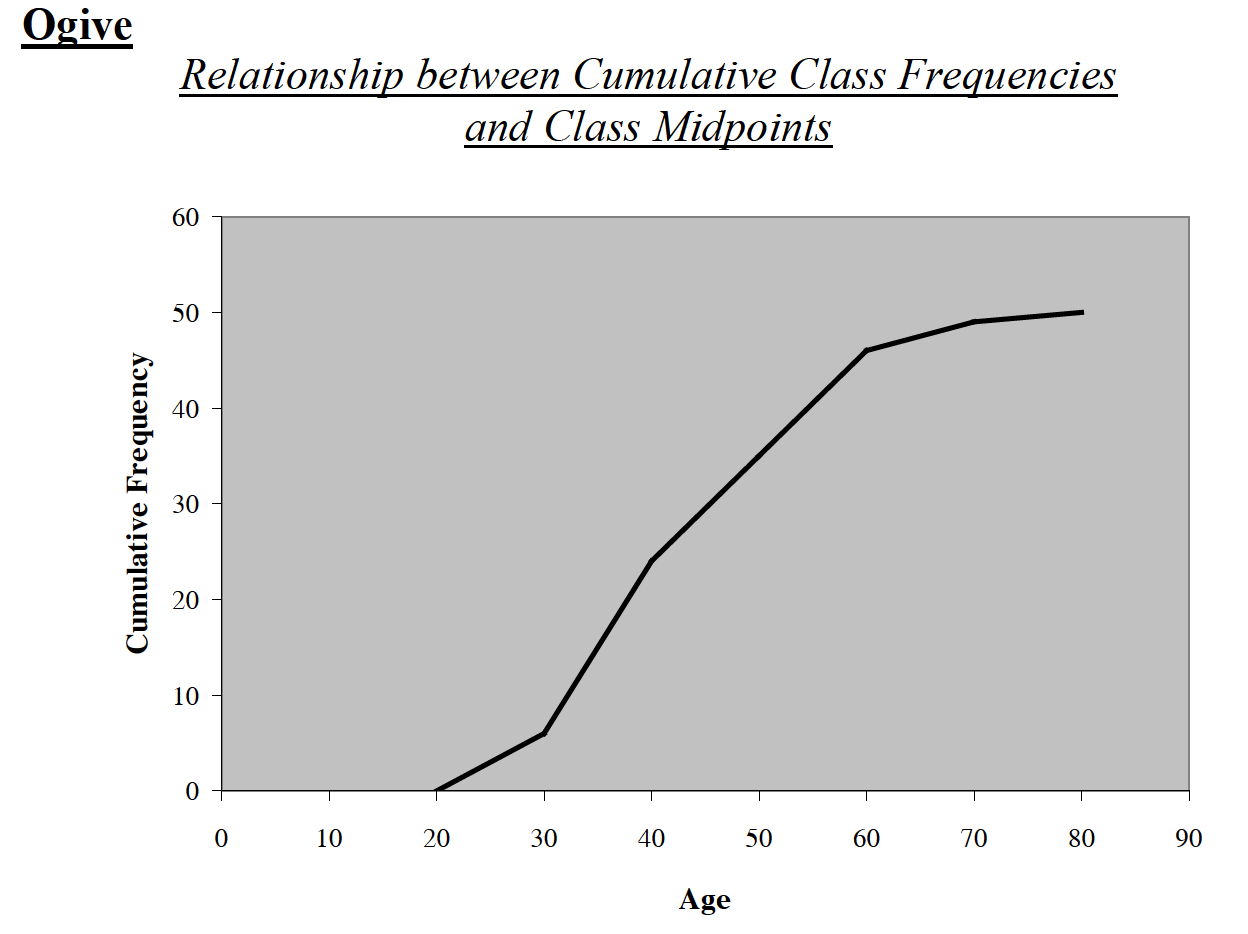 Ogive
Relationship between Cumulative Class Frequencies
and Class Midpoints
60
50
40
30
20
10
0
Cumulative Frequency
0 10 20 30 40 50 60 70 80 90
Age